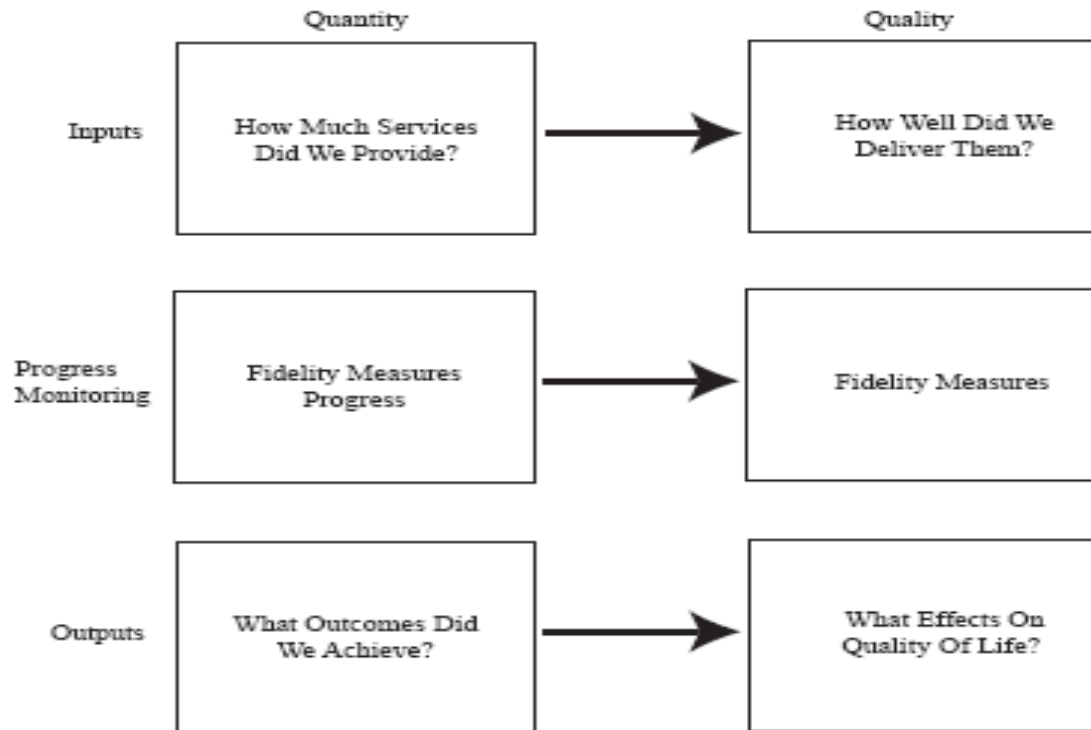 Quantity
Quality
Inputs
How Much Services
Did We Provide?
How Well Did We
Deliver Them?
Progress
Monitoring
Fidelity Measures
Progress
Fidelity Measures
Outputs
What Outcomes Did
We Achieve?
What Effects On
Quality Of Life?